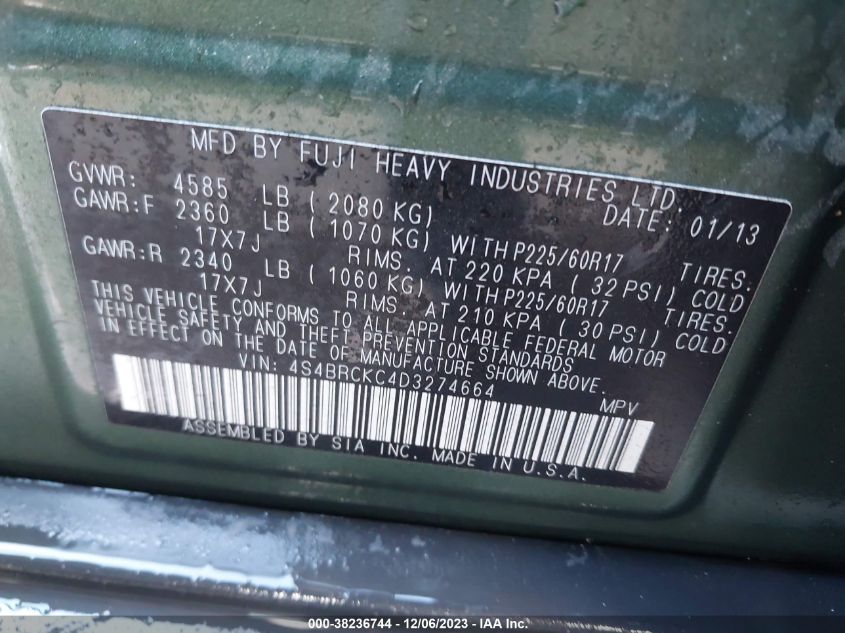 MFD BY FUJI HEAVY INDUSTRIES LTD.
GVWR: 4585 LB ( 2080 KG) DATE: 01/13
GAWR:F 2360 LB ( 1070 KG) WITH P225/60R17 TIRES.
17X7J RIMS. AT 220 KPA ( 32 PSI) COLD
GAWR:R 2340 LB ( 1060 KG) WITH P225/60R17 TIRES.
17X7J RIMS. AT 210 KPA ( 30 PSI) COLD
THIS VEHICLE CONFORMS TO ALL APPLICABLE FEDERAL MOTOR
VEHICLE SAFETY AND THEFT PREVENTION STANDARDS
IN EFFECT ON THE DATE OF MANUFACTURE SHOWN ABOVE.
VIN: 4S4BRCKC4D3274664 MPV
ASSEMBLED BY SIA INC. MADE IN U.S.A.
000-38236744 - 12/06/2023 - IAA Inc.